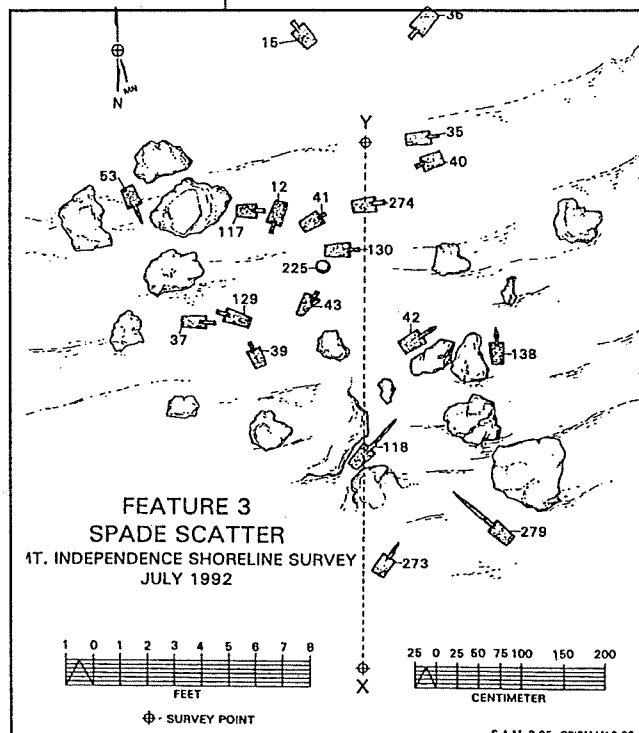 36
15
MN
N
Y
35
40
53
12
41
274
117
130
225
129
43
37
42
39
138
118
FEATURE 3
SPADE SCATTER
MT. INDEPENDENCE SHORELINE SURVEY
JULY 1992
279
273
1 0 1 2 3 4 5 6 7 8
FEET
25 0 25 50 75 100 150 200
CENTIMETER
X
- SURVEY POINT